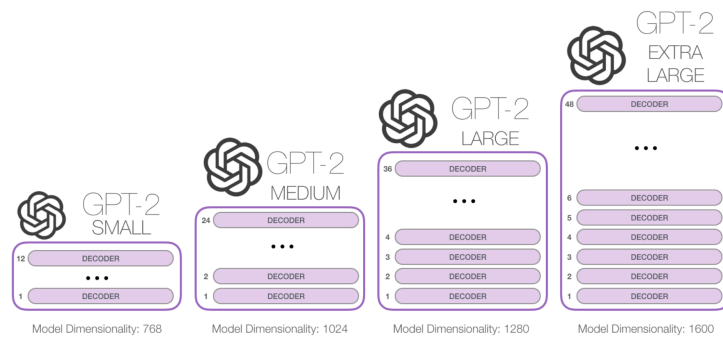 GPT-2
SMALL
12 DECODER
...
1 DECODER
Model Dimensionality: 768
GPT-2
MEDIUM
24 DECODER
...
2 DECODER
1 DECODER
Model Dimensionality: 1024
GPT-2
LARGE
36 DECODER
...
4 DECODER
3 DECODER
2 DECODER
1 DECODER
Model Dimensionality: 1280
GPT-2
EXTRA
LARGE
48 DECODER
...
6 DECODER
5 DECODER
4 DECODER
3 DECODER
2 DECODER
1 DECODER
Model Dimensionality: 1600